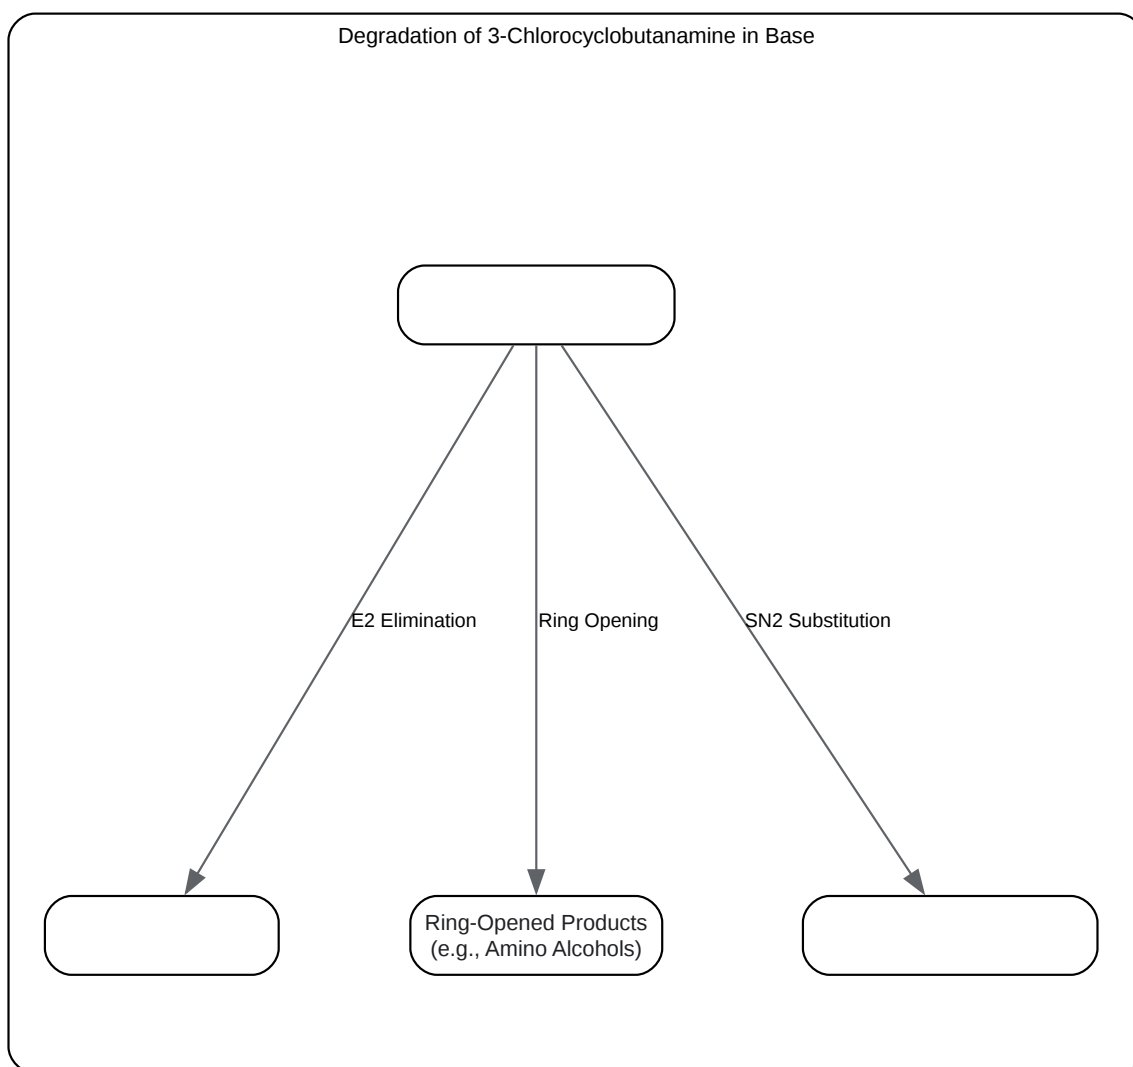 Degradation of 3-Chlorocyclobutanamine in Base
E2 Elimination
Ring Opening
SN2 Substitution
Ring-Opened Products
(e.g., Amino Alcohols)